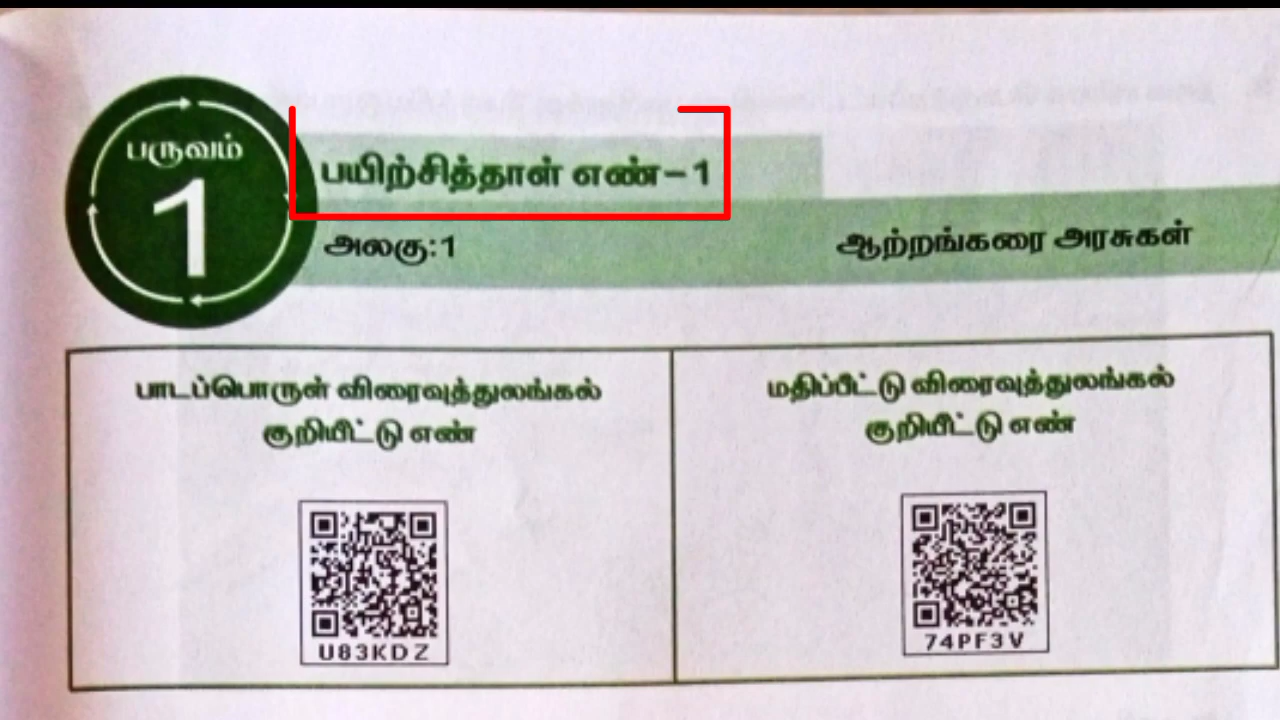 பருவம்
1
பயிற்சித்தாள் எண்-1
அலகு:1
ஆற்றங்கரை அரசுகள்
பாடப்பொருள் விரைவுத்துலங்கல்
குறியீட்டு எண்
U83KDZ
மதிப்பீட்டு விரைவுத்துலங்கல்
குறியீட்டு எண்
74PF3V